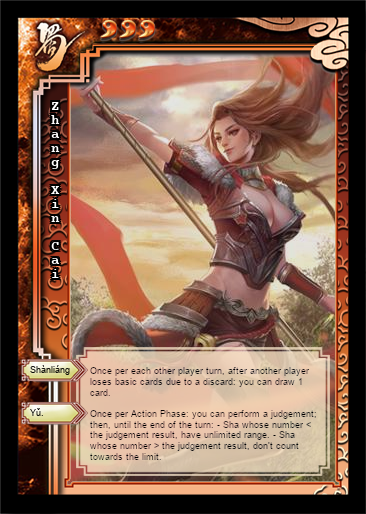 蜀
Zhang Xin Cai
Shànliáng
Once per each other player turn, after another player
loses basic cards due to a discard: you can draw 1
card.
Yǔ.
Once per Action Phase: you can perform a judgement;
then, until the end of the turn: - Sha whose number <
the judgement result, have unlimited range. - Sha
whose number > the judgement result, don't count
towards the limit.